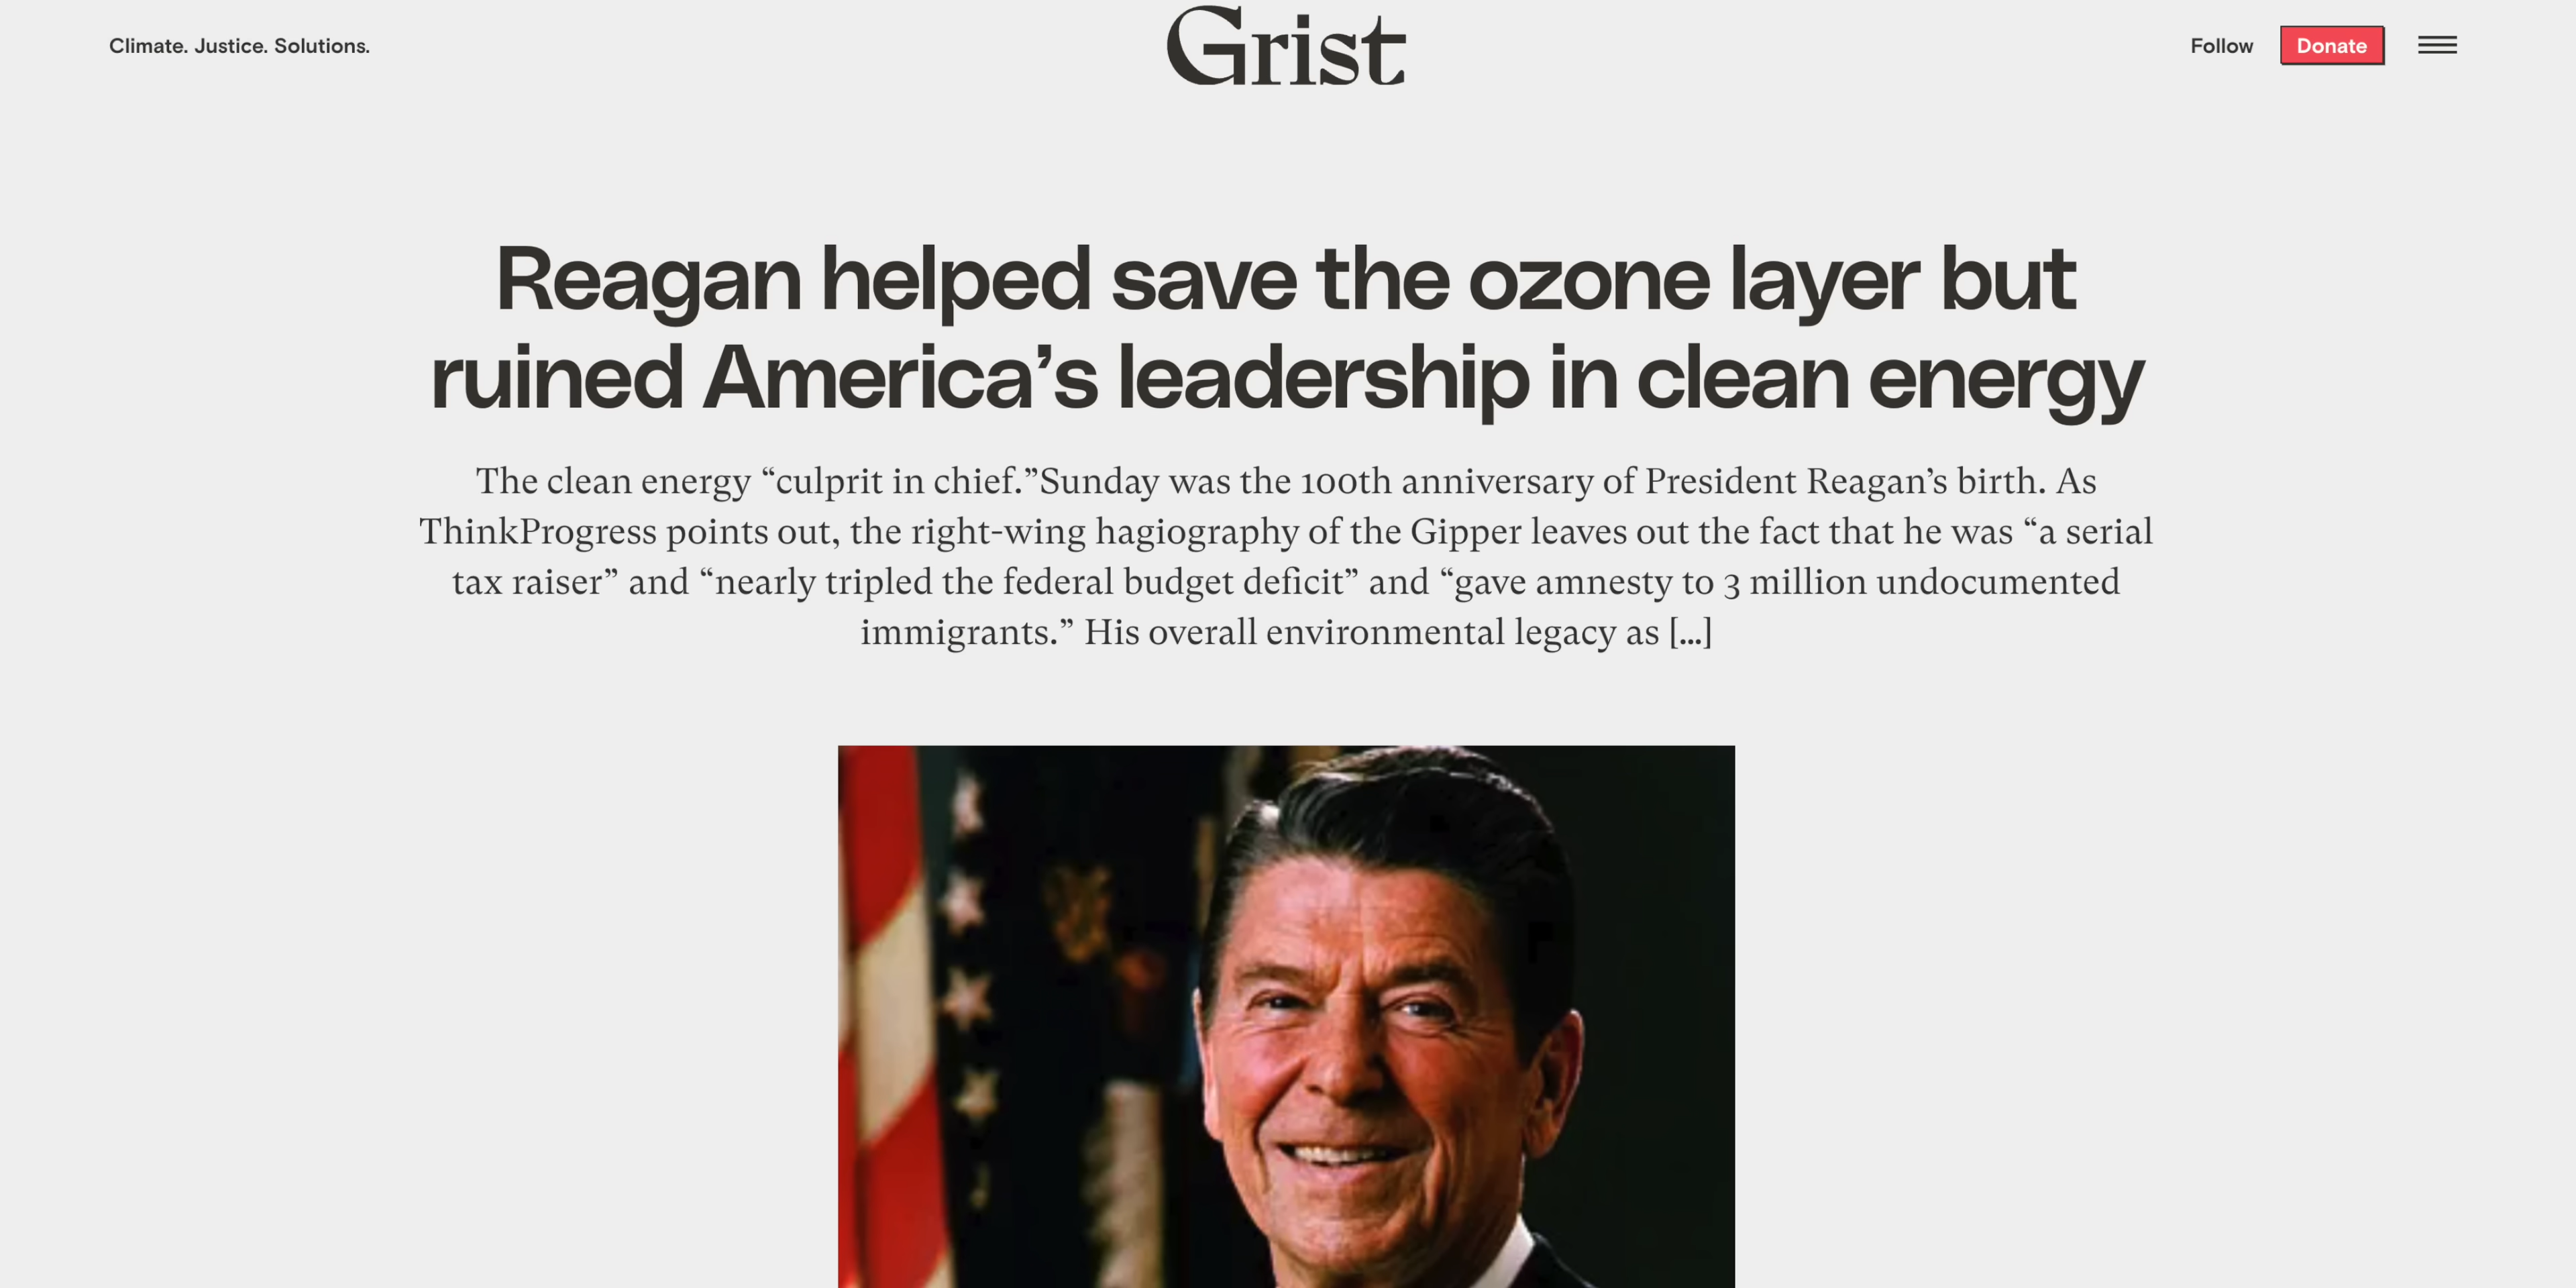 Climate. Justice. Solutions.
Grist
Follow
Donate
Reagan helped save the ozone layer but
ruined America’s leadership in clean energy
The clean energy “culprit in chief.”Sunday was the 100th anniversary of President Reagan’s birth. As
ThinkProgress points out, the right-wing hagiography of the Gipper leaves out the fact that he was “a serial
tax raiser” and “nearly tripled the federal budget deficit” and “gave amnesty to 3 million undocumented
immigrants.” His overall environmental legacy as [...]